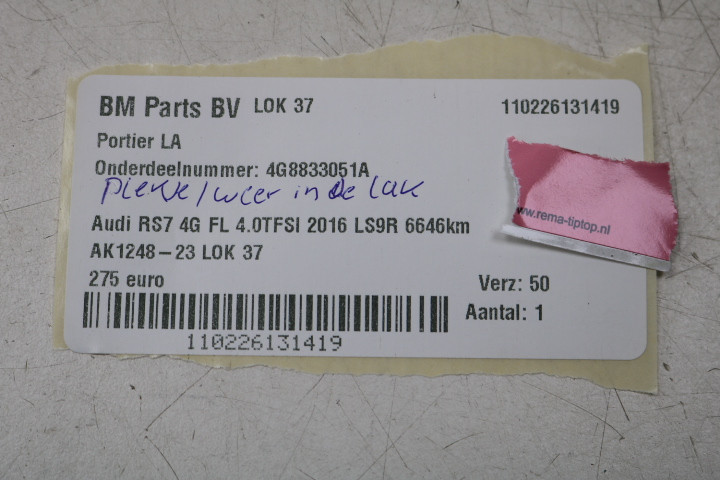 BM Parts BV LOK 37 110226131419
Portier LA
Onderdeelnummer: 4G8833051A
plekje/weer in de lak
Audi RS7 4G FL 4.0TFSI 2016 LS9R 6646km
www.rema-tiptop.nl
AK1248-23 LOK 37
275 euro Verz: 50
Aantal: 1
110226131419